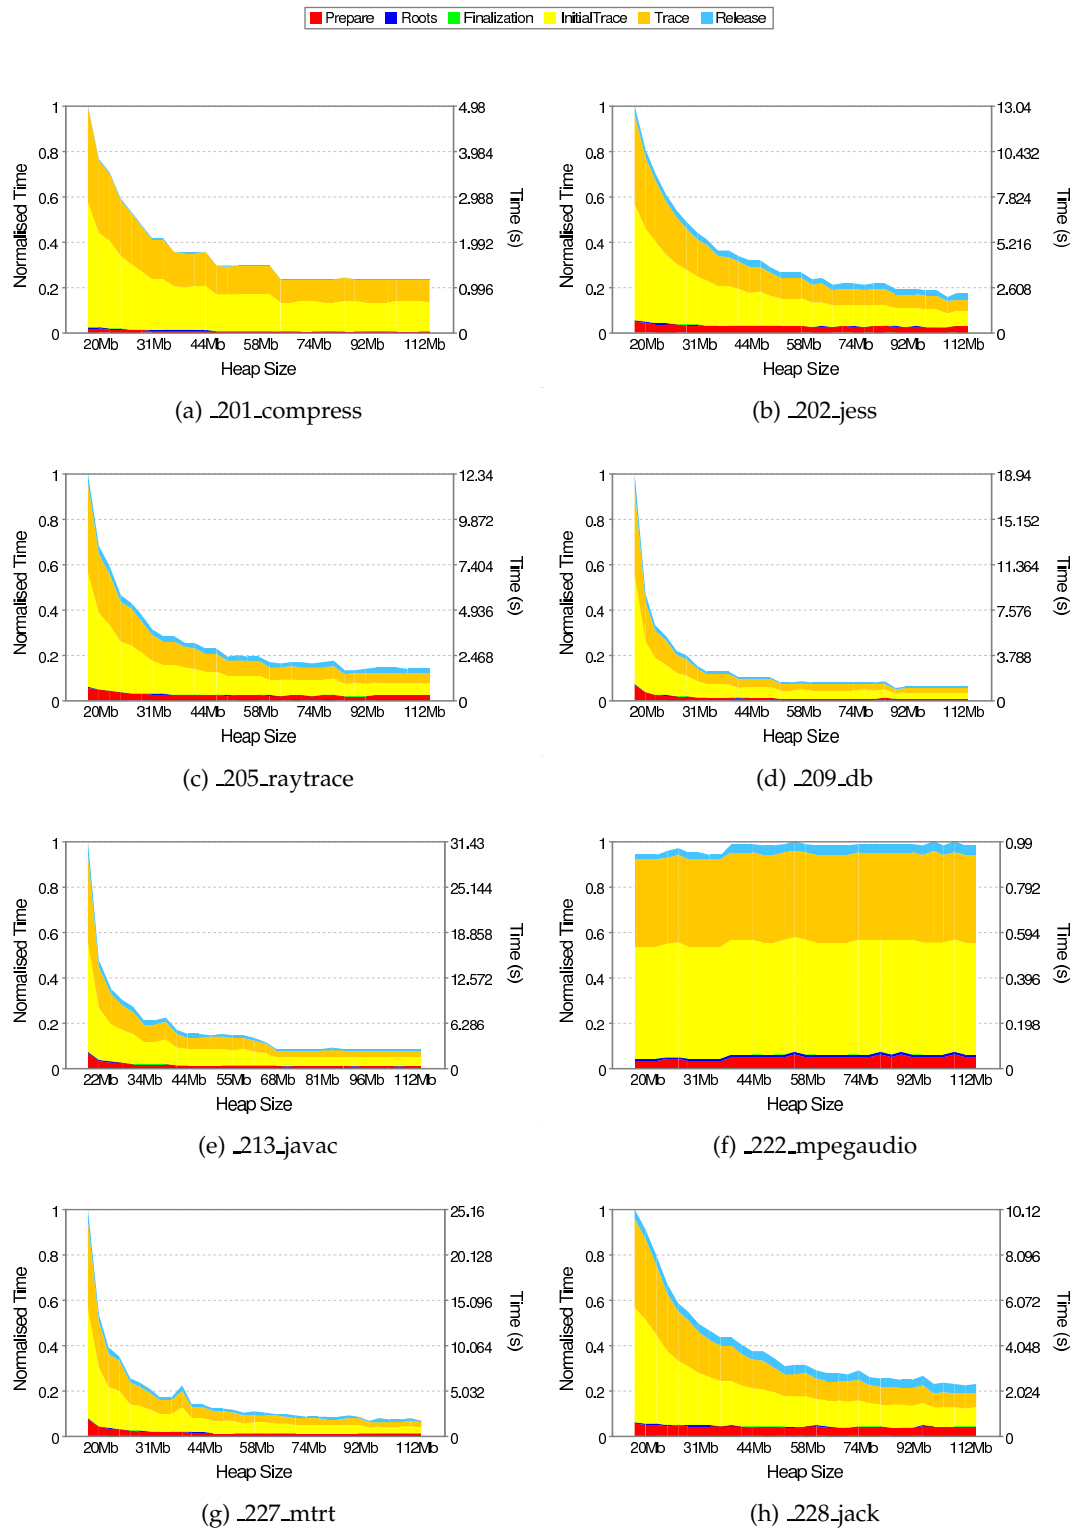 Prepare Roots Finalization InitialTrace Trace Release
1 0.8 0.6 0.4 0.2 0
Normalised Time
4.98 3.984 2.988 1.992 0.996 0
Time (s)
20Mb 31Mb 44Mb 58Mb 74Mb 92Mb 112Mb
Heap Size
(a) _201_compress
1 0.8 0.6 0.4 0.2 0
Normalised Time
13.04 10.432 7.824 5.216 2.608 0
Time (s)
20Mb 31Mb 44Mb 58Mb 74Mb 92Mb 112Mb
Heap Size
(b) _202_jess
1 0.8 0.6 0.4 0.2 0
Normalised Time
12.34 9.872 7.404 4.936 2.468 0
Time (s)
20Mb 31Mb 44Mb 58Mb 74Mb 92Mb 112Mb
Heap Size
(c) _205_raytrace
1 0.8 0.6 0.4 0.2 0
Normalised Time
18.94 15.152 11.364 7.576 3.788 0
Time (s)
20Mb 31Mb 44Mb 58Mb 74Mb 92Mb 112Mb
Heap Size
(d) _209_db
1 0.8 0.6 0.4 0.2 0
Normalised Time
31.43 25.144 18.858 12.572 6.286 0
Time (s)
22Mb 34Mb 44Mb 55Mb 68Mb 81Mb 96Mb 112Mb
Heap Size
(e) _213_javac
1 0.8 0.6 0.4 0.2 0
Normalised Time
0.99 0.792 0.594 0.396 0.198 0
Time (s)
20Mb 31Mb 44Mb 58Mb 74Mb 92Mb 112Mb
Heap Size
(f) _222_mpegaudio
1 0.8 0.6 0.4 0.2 0
Normalised Time
25.16 20.128 15.096 10.064 5.032 0
Time (s)
20Mb 31Mb 44Mb 58Mb 74Mb 92Mb 112Mb
Heap Size
(g) _227_mtrt
1 0.8 0.6 0.4 0.2 0
Normalised Time
10.12 8.096 6.072 4.048 2.024 0
Time (s)
20Mb 31Mb 44Mb 58Mb 74Mb 92Mb 112Mb
Heap Size
(h) _228_jack